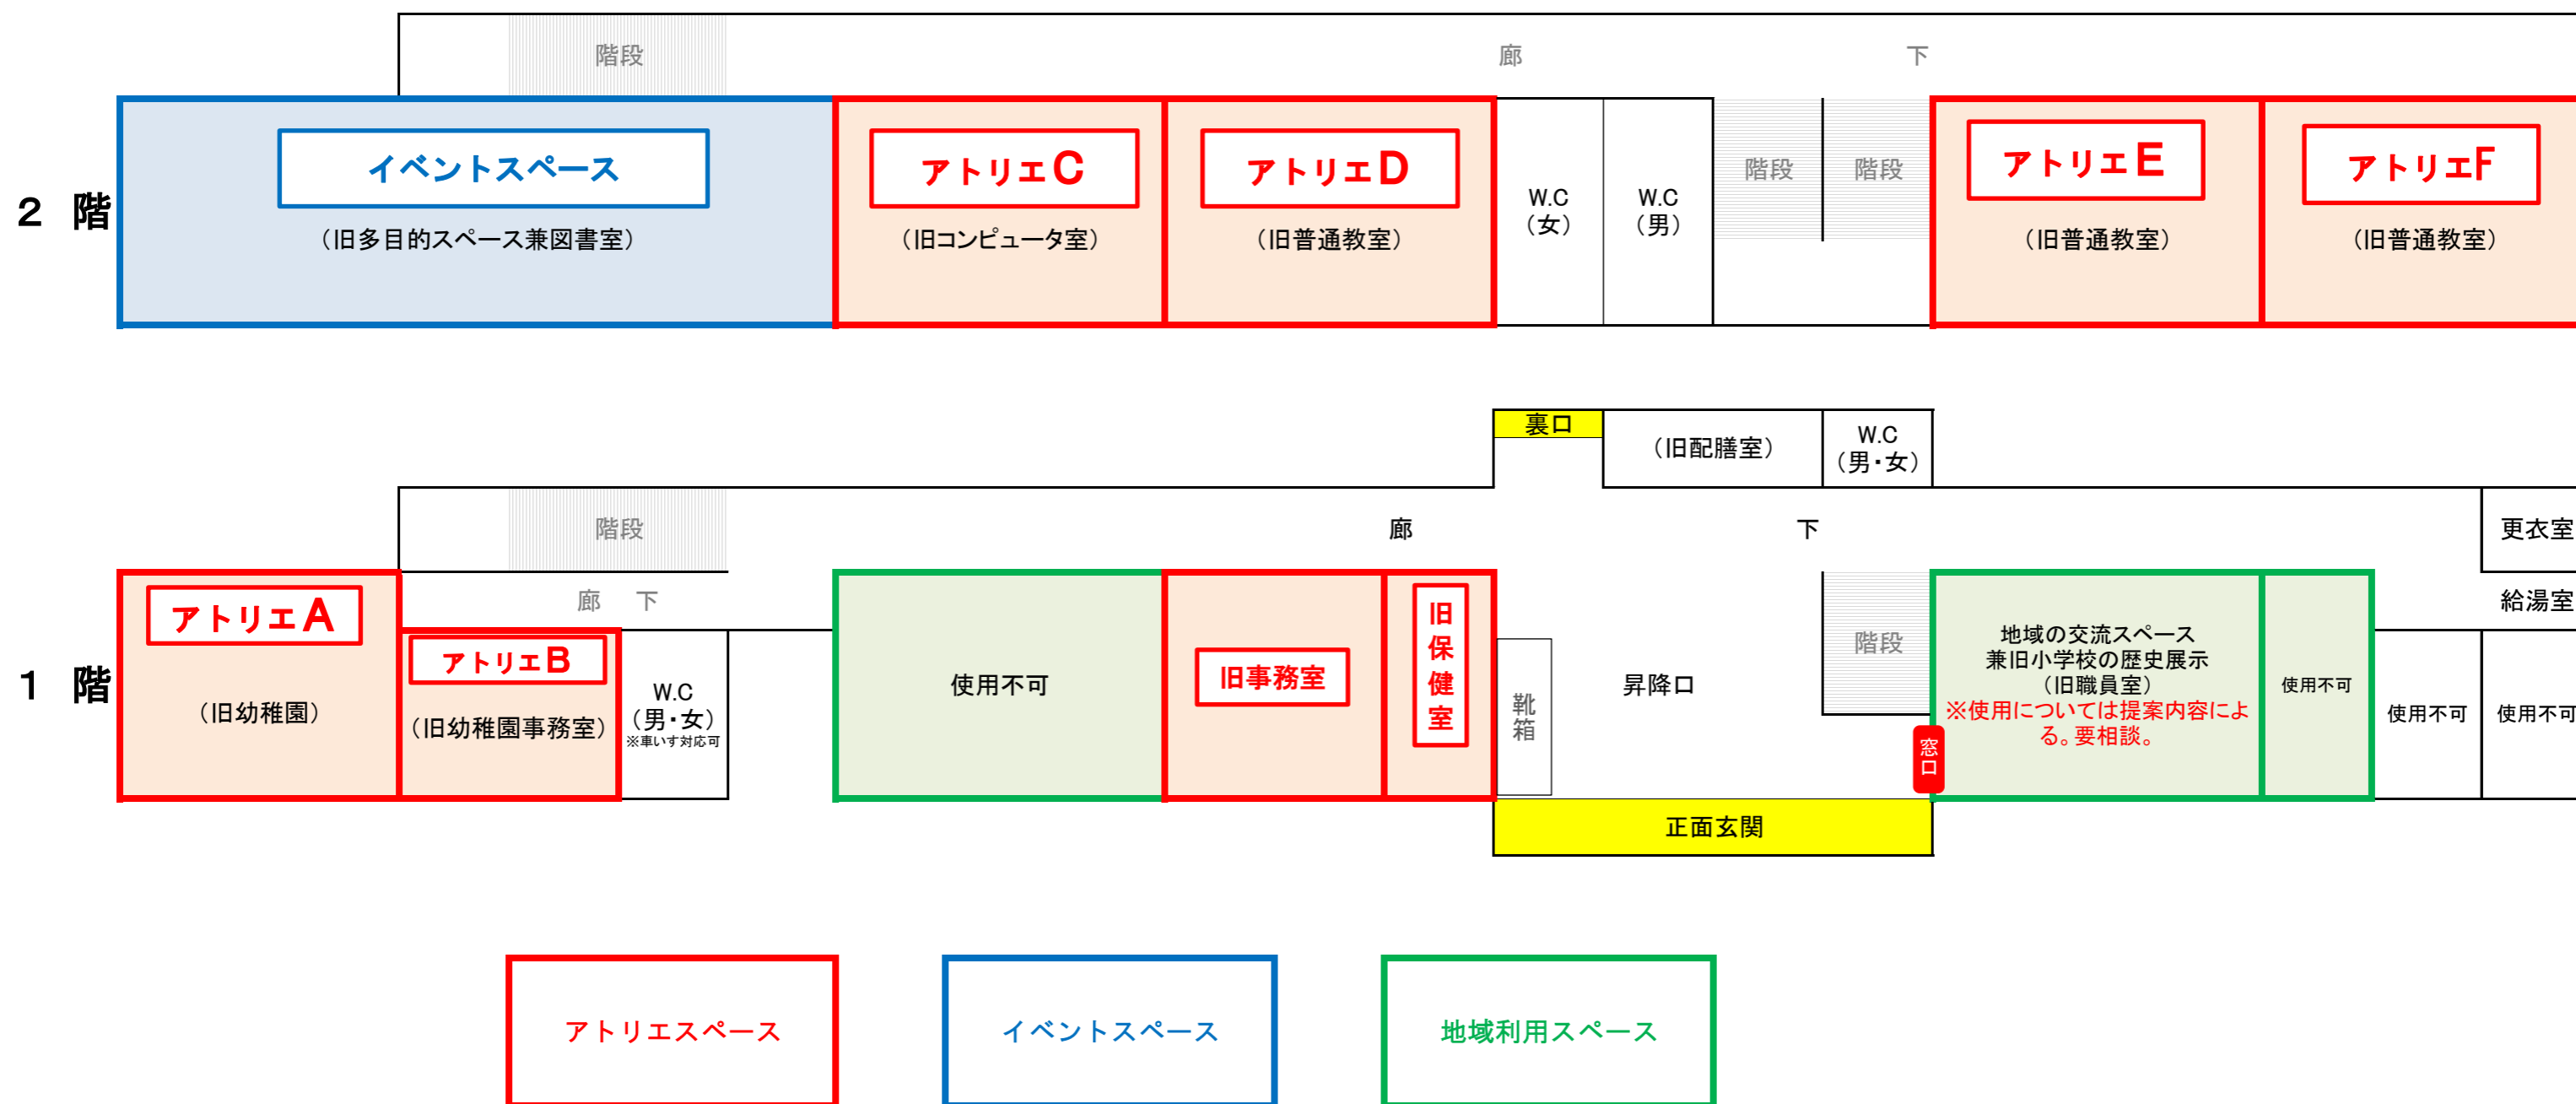 階段
廊　下
2 階
イベントスペース
（旧多目的スペース兼図書室）
アトリエC
（旧コンピュータ室）
アトリエD
（旧普通教室）
W.C
（女）
W.C
（男）
階段
階段
アトリエE
（旧普通教室）
アトリエF
（旧普通教室）
裏口
（旧配膳室）
W.C
（男・女）
階段
廊　下
更衣室
廊　下
給湯室
1 階
アトリエA
（旧幼稚園）
アトリエB
（旧幼稚園事務室）
W.C
（男・女）
※車いす対応可
使用不可
旧事務室
旧保健室
靴箱
昇降口
階段
窓口
地域の交流スペース
兼旧小学校の歴史展示
（旧職員室）
※使用については提案内容によ
る。要相談。
使用不可
使用不可
使用不可
正面玄関
アトリエスペース
イベントスペース
地域利用スペース